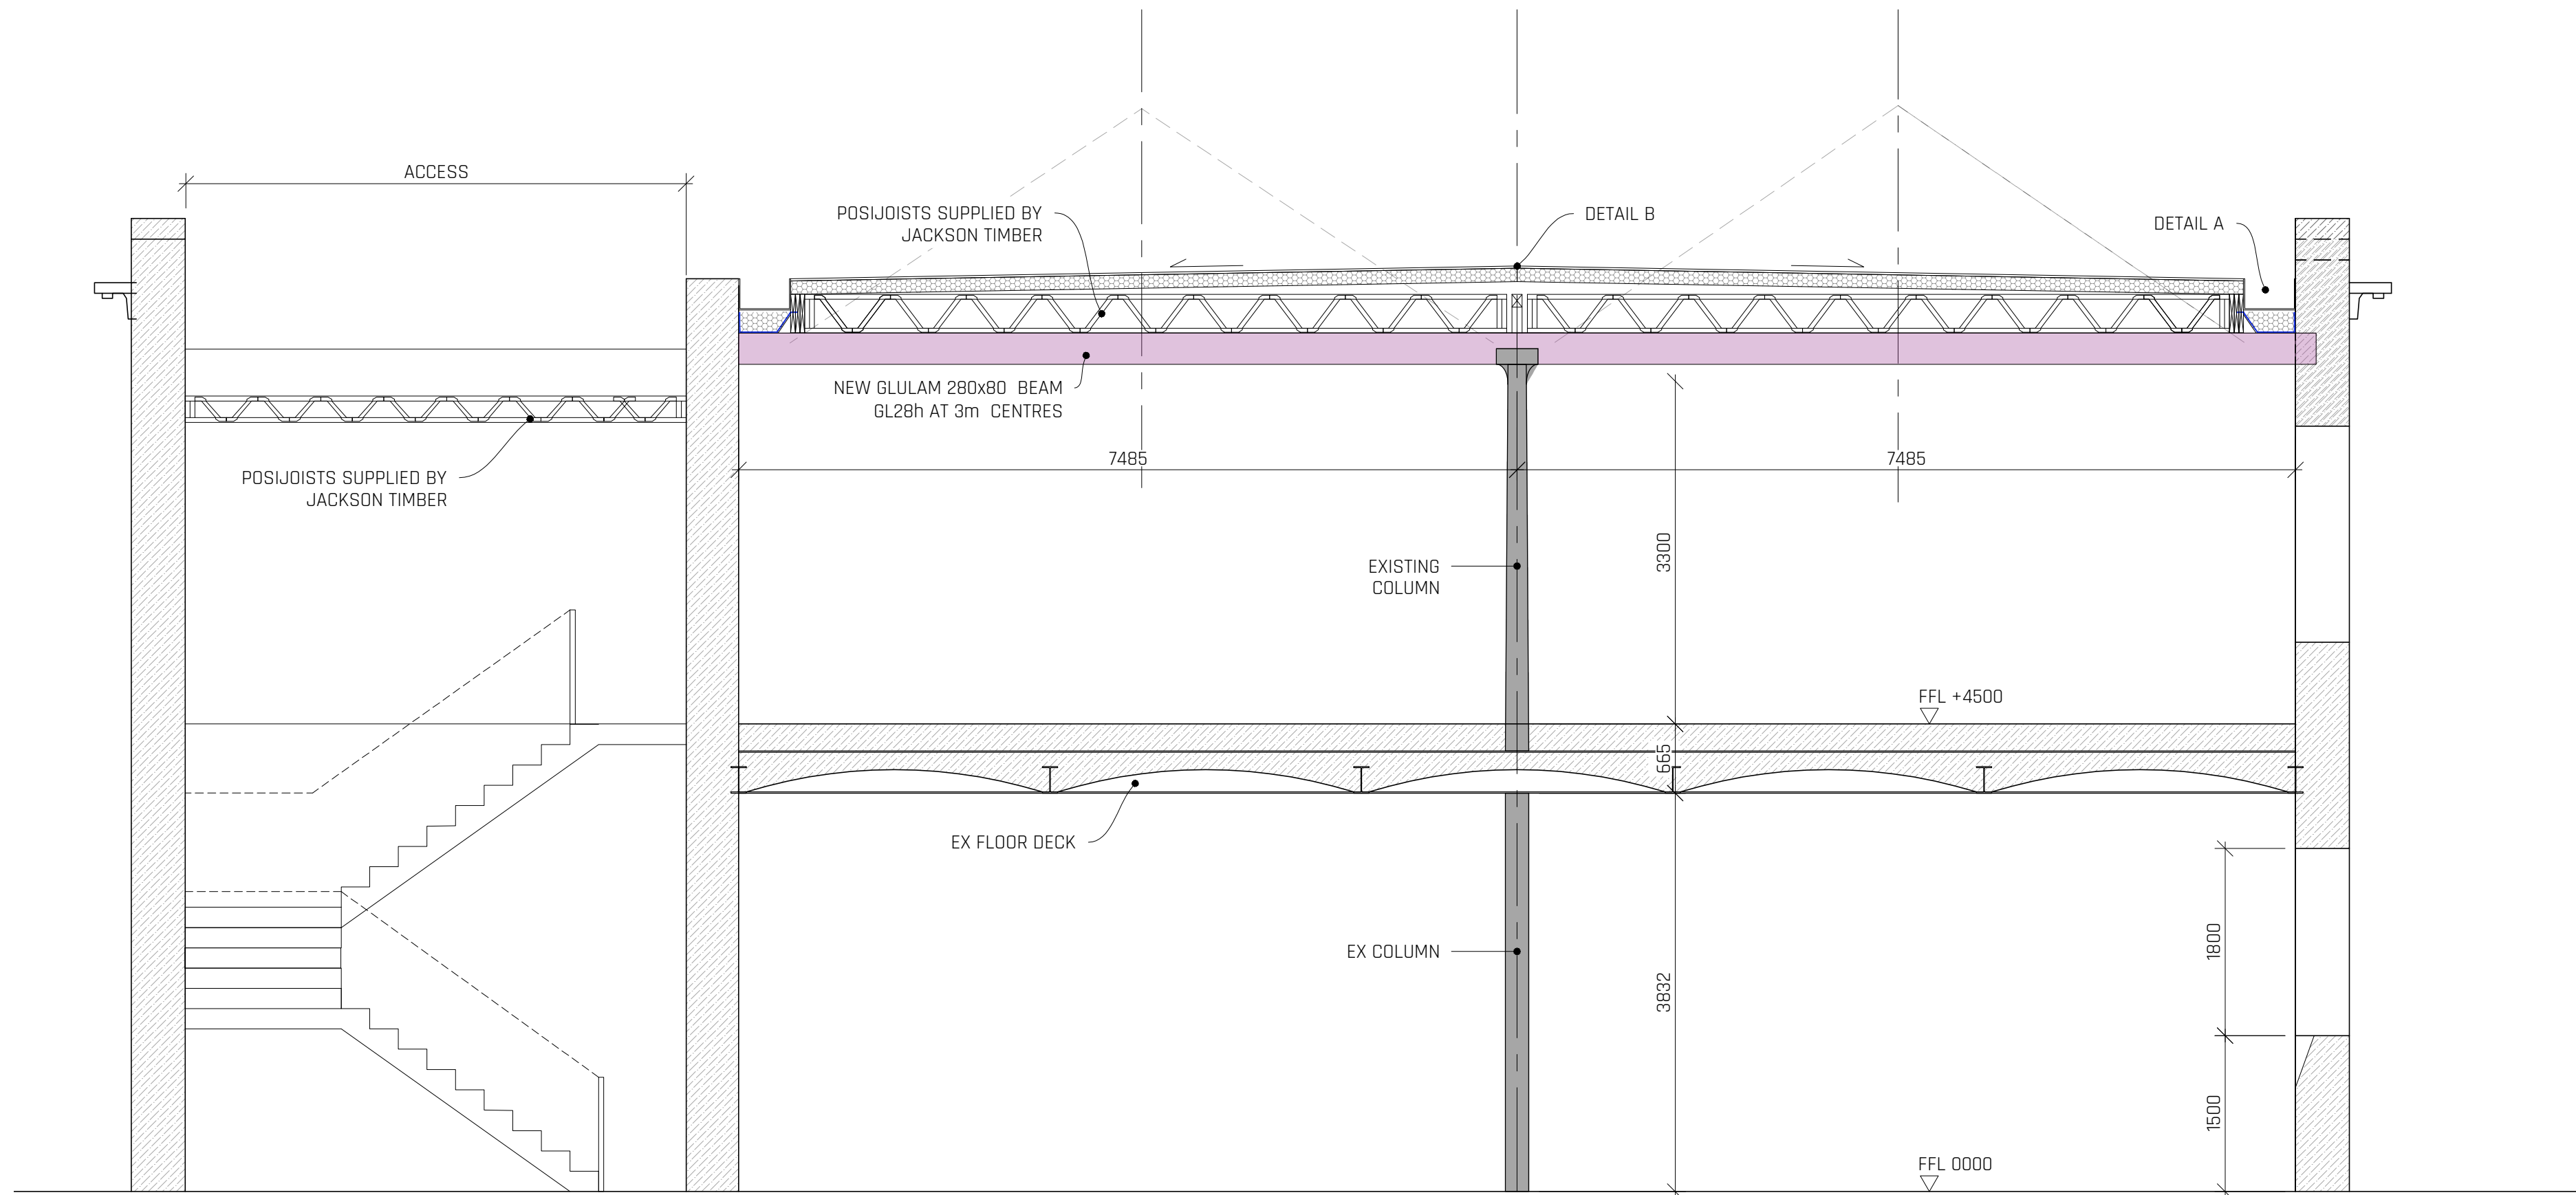 ACCESS
POSIJOISTS SUPPLIED BY
JACKSON TIMBER
DETAIL B
DETAIL A
NEW GLULAM 280x80 BEAM
GL28h AT 3m CENTRES
7485
7485
POSIJOISTS SUPPLIED BY
JACKSON TIMBER
3300
EXISTING
COLUMN
FFL +4500
665
EX FLOOR DECK
EX COLUMN
1800
3832
1500
FFL 0000